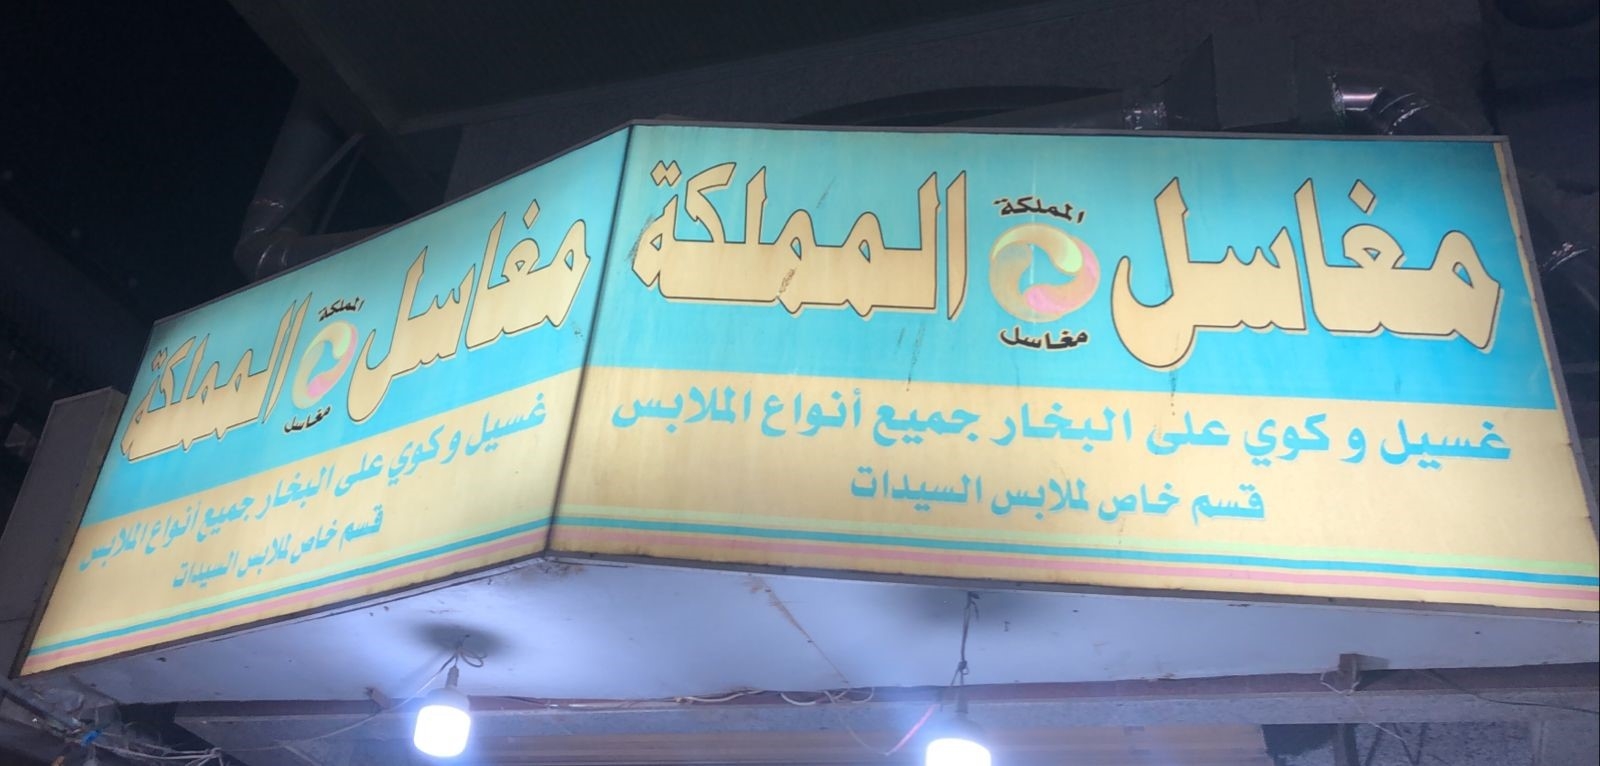 مغاسل المملكة
المملكة
مغاسل
غسيل و كوي على البخار جميع أنواع الملابس
قسم خاص لملابس السيدات
مغاسل المملكة
المملكة
مغاسل
غسيل و كوي على البخار جميع أنواع الملابس
قسم خاص لملابس السيدات